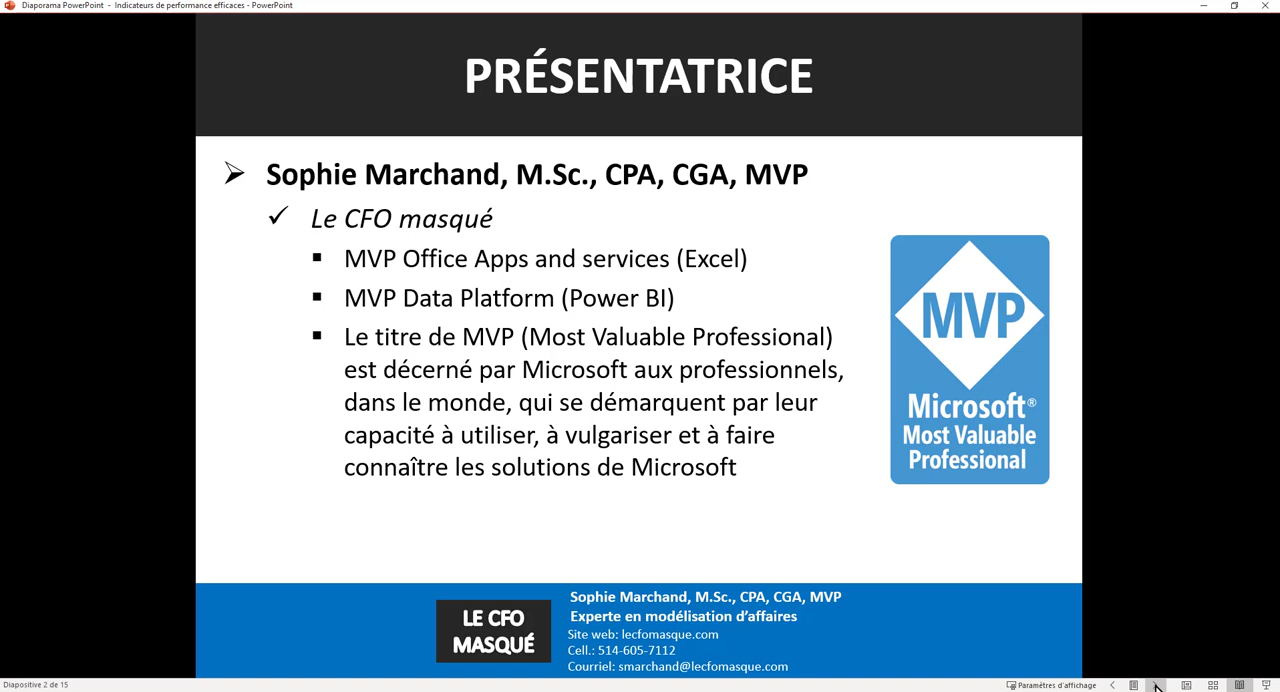 Diaporama PowerPoint - Indicateurs de performance efficaces - PowerPoint
PRÉSENTATRICE
Sophie Marchand, M.Sc., CPA, CGA, MVP
Le CFO masqué
MVP Office Apps and services (Excel)
MVP Data Platform (Power BI)
Le titre de MVP (Most Valuable Professional)
est décerné par Microsoft aux professionnels,
dans le monde, qui se démarquent par leur
capacité à utiliser, à vulgariser et à faire
connaître les solutions de Microsoft
MVP
Microsoft®
Most Valuable
Professional
LE CFO
MASQUÉ
Sophie Marchand, M.Sc., CPA, CGA, MVP
Experte en modélisation d’affaires
Site web: lecfomasque.com
Cell.: 514-605-7112
Courriel: smarchand@lecfomasque.com
Diapositive 2 de 15
Paramètres d'affichage